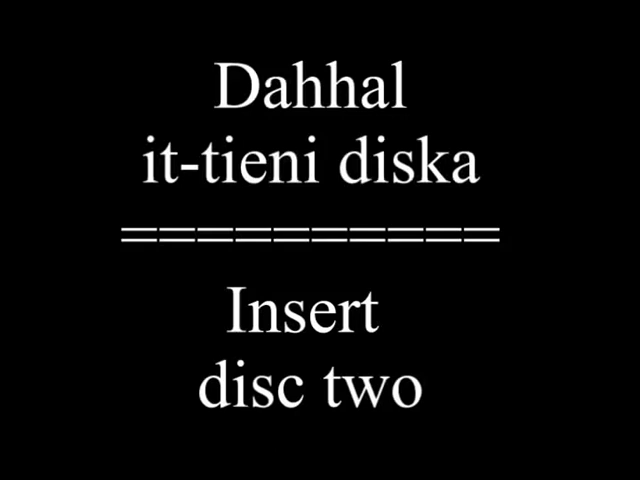 Dahhal
it-tieni diska
==========
Insert
disc two